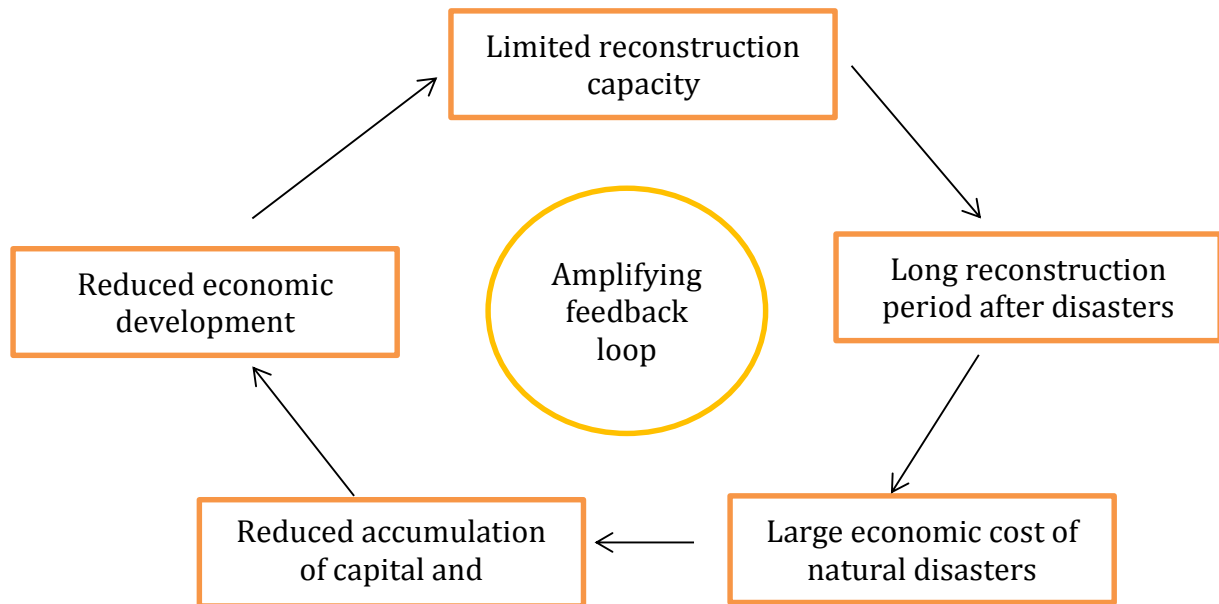 Limited reconstruction
capacity
Long reconstruction
period after disasters
Large economic cost of
natural disasters
Reduced accumulation
of capital and
Reduced economic
development
Amplifying
feedback
loop